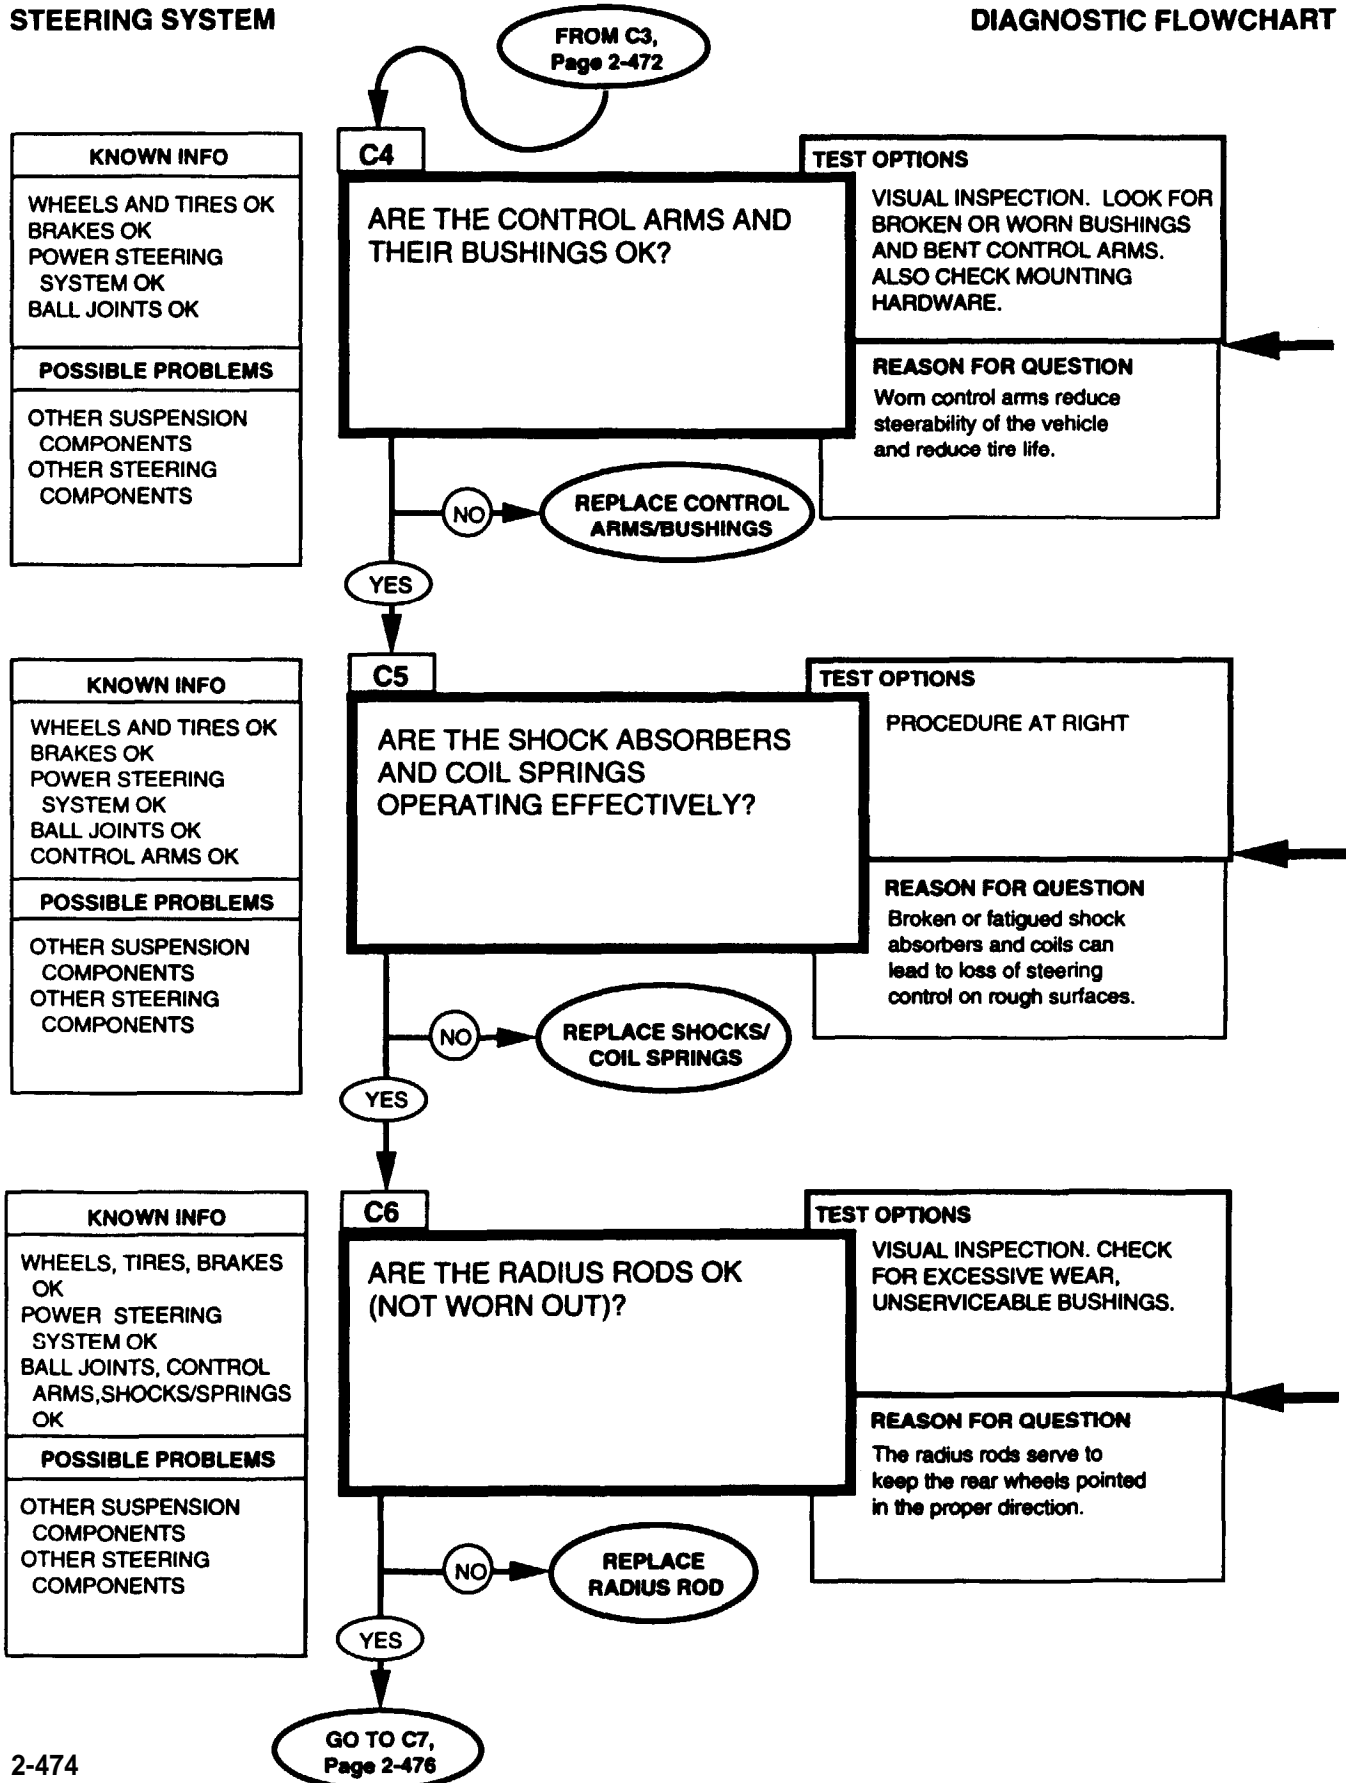 STEERING SYSTEM
DIAGNOSTIC FLOWCHART
FROM C3,
Page 2-472
KNOWN INFO
WHEELS AND TIRES OK
BRAKES OK
POWER STEERING
SYSTEM OK
BALL JOINTS OK
POSSIBLE PROBLEMS
OTHER SUSPENSION
COMPONENTS
OTHER STEERING
COMPONENTS
C4
ARE THE CONTROL ARMS AND
THEIR BUSHINGS OK?
TEST OPTIONS
VISUAL INSPECTION. LOOK FOR
BROKEN OR WORN BUSHINGS
AND BENT CONTROL ARMS.
ALSO CHECK MOUNTING
HARDWARE.
REASON FOR QUESTION
Worn control arms reduce
steerability of the vehicle
and reduce tire life.
NO
REPLACE CONTROL
ARMS/BUSHINGS
YES
KNOWN INFO
WHEELS AND TIRES OK
BRAKES OK
POWER STEERING
SYSTEM OK
BALL JOINTS OK
CONTROL ARMS OK
POSSIBLE PROBLEMS
OTHER SUSPENSION
COMPONENTS
OTHER STEERING
COMPONENTS
C5
ARE THE SHOCK ABSORBERS
AND COIL SPRINGS
OPERATING EFFECTIVELY?
TEST OPTIONS
PROCEDURE AT RIGHT
REASON FOR QUESTION
Broken or fatigued shock
absorbers and coils can
lead to loss of steering
control on rough surfaces.
NO
REPLACE SHOCKS/
COIL SPRINGS
YES
KNOWN INFO
WHEELS, TIRES, BRAKES
OK
POWER STEERING
SYSTEM OK
BALL JOINTS, CONTROL
ARMS,SHOCKS/SPRINGS
OK
POSSIBLE PROBLEMS
OTHER SUSPENSION
COMPONENTS
OTHER STEERING
COMPONENTS
C6
ARE THE RADIUS RODS OK
(NOT WORN OUT)?
TEST OPTIONS
VISUAL INSPECTION. CHECK
FOR EXCESSIVE WEAR,
UNSERVICEABLE BUSHINGS.
REASON FOR QUESTION
The radius rods serve to
keep the rear wheels pointed
in the proper direction.
NO
REPLACE
RADIUS ROD
YES
GO TO C7,
Page 2-476
2-474